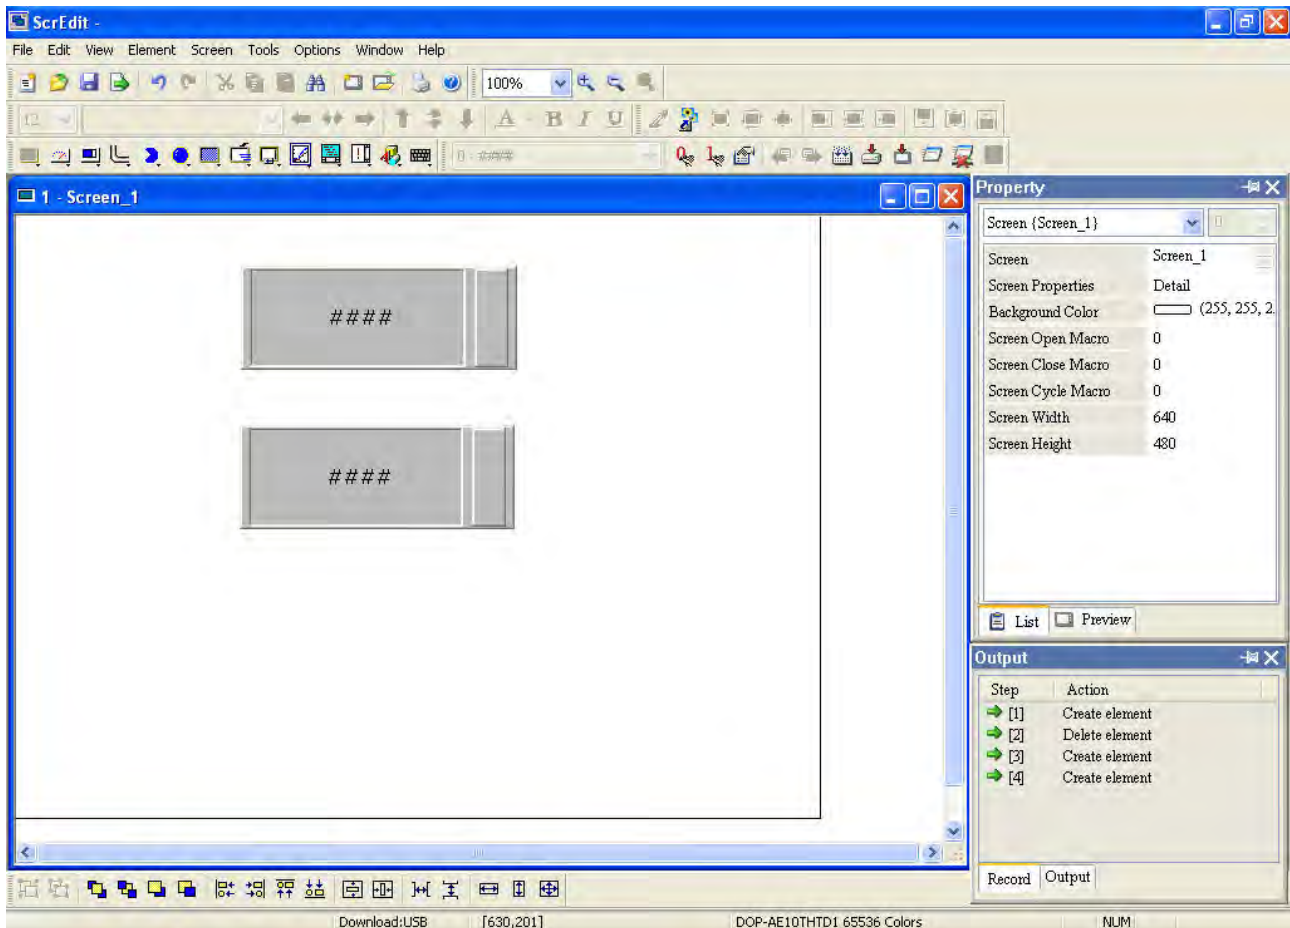 ScrEdit -
File Edit View Element Screen Tools Options Window Help
100%
12
A B I U
0 : ####
1 - Screen_1
####
####
Property
Screen {Screen_1}
0
Screen Screen_1
Screen Properties Detail
Background Color (255, 255, 2
Screen Open Macro 0
Screen Close Macro 0
Screen Cycle Macro 0
Screen Width 640
Screen Height 480
List Preview
Output
Step Action
[1] Create element
[2] Delete element
[3] Create element
[4] Create element
Record Output
Download:USB [630,201] DOP-AE10THTD1 65536 Colors NUM